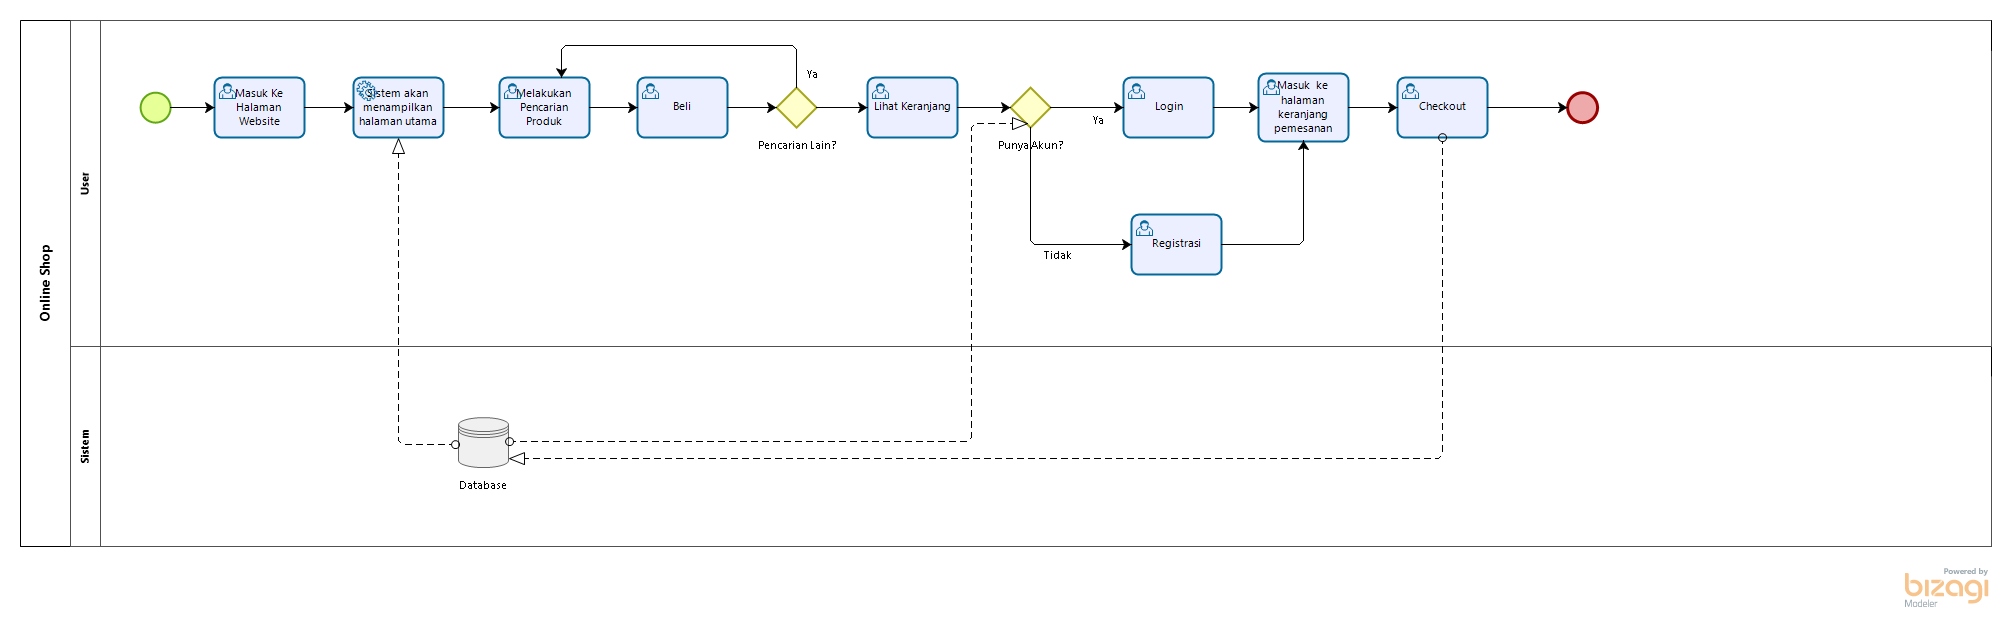 Online Shop
User
Masuk Ke
Halaman
Website
Sistem akan
menampilkan
halaman utama
Melakukan
Pencarian
Produk
Beli
Ya
Pencarian Lain?
Lihat Keranjang
Punya Akun?
Ya
Tidak
Login
Registrasi
Masuk ke
halaman
keranjang
pemesanan
Checkout
Sistem
Database
Powered by
bizagi
Modeler